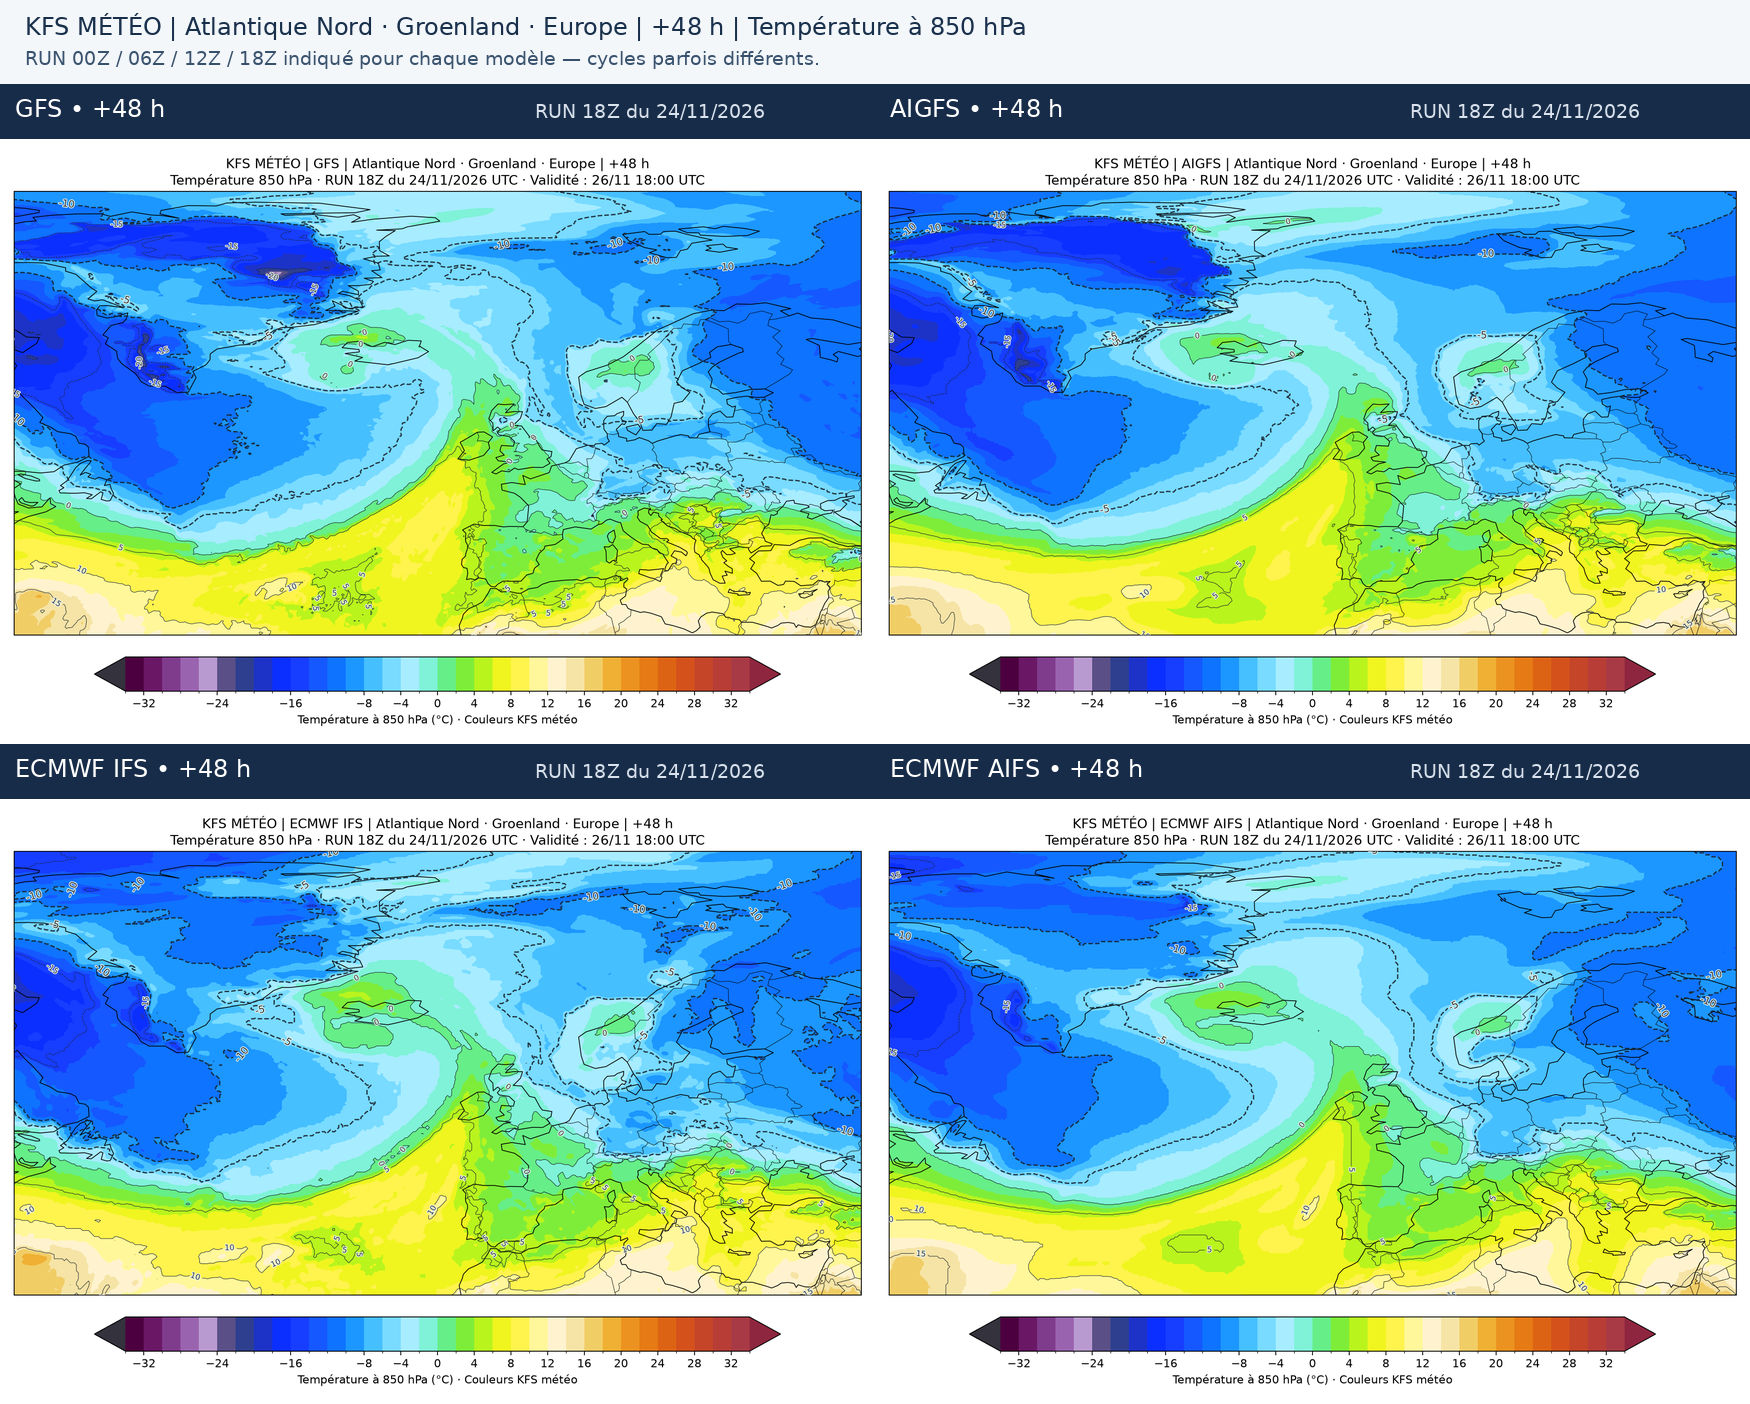 KFS MÉTÉO | Atlantique Nord · Groenland · Europe | +48 h | Température à 850 hPa
RUN 00Z / 06Z / 12Z / 18Z indiqué pour chaque modèle — cycles parfois différents.
GFS • +48 h
RUN 18Z du 24/11/2026
KFS MÉTÉO | GFS | Atlantique Nord · Groenland · Europe | +48 h
Température 850 hPa · RUN 18Z du 24/11/2026 UTC · Validité : 26/11 18:00 UTC
−32 −24 −16 −8 −4 0 4 8 12 16 20 24 28 32
Température à 850 hPa (°C) · Couleurs KFS météo
AIGFS • +48 h
RUN 18Z du 24/11/2026
KFS MÉTÉO | AIGFS | Atlantique Nord · Groenland · Europe | +48 h
Température 850 hPa · RUN 18Z du 24/11/2026 UTC · Validité : 26/11 18:00 UTC
−32 −24 −16 −8 −4 0 4 8 12 16 20 24 28 32
Température à 850 hPa (°C) · Couleurs KFS météo
ECMWF IFS • +48 h
RUN 18Z du 24/11/2026
KFS MÉTÉO | ECMWF IFS | Atlantique Nord · Groenland · Europe | +48 h
Température 850 hPa · RUN 18Z du 24/11/2026 UTC · Validité : 26/11 18:00 UTC
−32 −24 −16 −8 −4 0 4 8 12 16 20 24 28 32
Température à 850 hPa (°C) · Couleurs KFS météo
ECMWF AIFS • +48 h
RUN 18Z du 24/11/2026
KFS MÉTÉO | ECMWF AIFS | Atlantique Nord · Groenland · Europe | +48 h
Température 850 hPa · RUN 18Z du 24/11/2026 UTC · Validité : 26/11 18:00 UTC
−32 −24 −16 −8 −4 0 4 8 12 16 20 24 28 32
Température à 850 hPa (°C) · Couleurs KFS météo